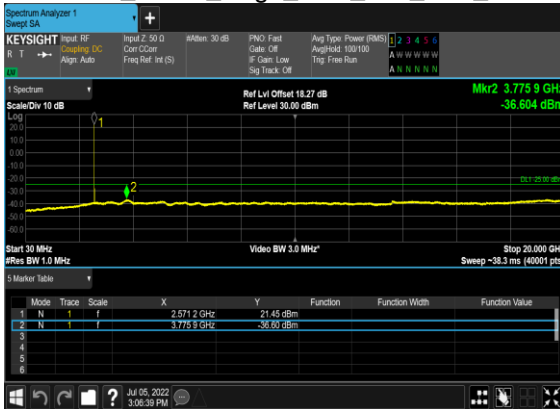 Spectrum Analyzer 1
Swept SA
+
KEYSIGHT Input: RF Input Z: 50 Ω #Atten: 30 dB PNO: Fast Avg Type: Power (RMS) 1 2 3 4 5 6
R T Coupling: DC Corr CCorr Gate: Off Avg|Hold: 100/100 A W W W W W
Align: Auto Freq Ref: Int (S) IF Gain: Low Trig: Free Run
Sig Track: Off A N N N N N
1 Spectrum Ref Lvl Offset 18.27 dB Mkr2 3.775 9 GHz
Scale/Div 10 dB Ref Level 30.00 dBm -36.604 dBm
Log
20.0
10.0
0.00
-10.0
-20.0
-30.0
-40.0
-50.0
-60.0
1
2
Start 30 MHz Video BW 3.0 MHz* Stop 20.000 GH
#Res BW 1.0 MHz Sweep ~38.3 ms (40001 pts
5 Marker Table
Mode Trace Scale X Y Function Function Width Function Value
1 N 1 f 2.571 2 GHz 21.45 dBm
2 N 1 f 3.775 9 GHz -36.60 dBm
3
4
5
6
? Jul 05, 2022
3:06:39 PM